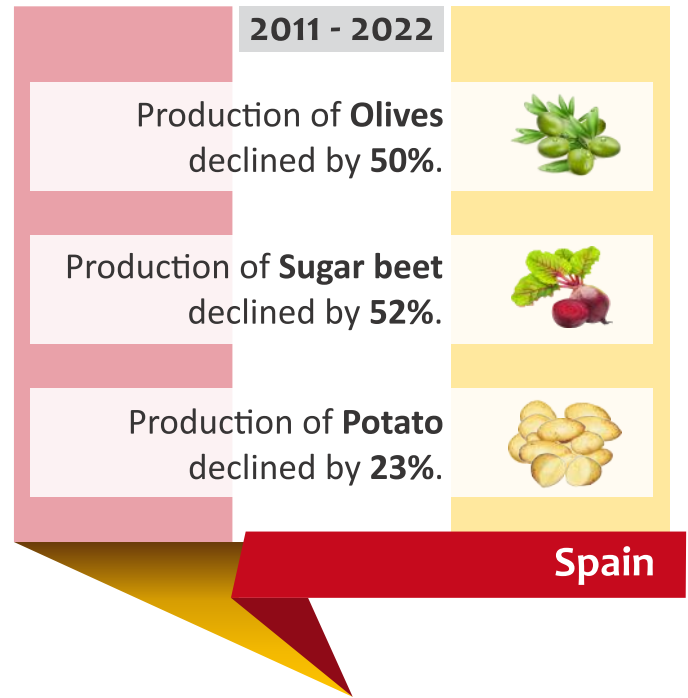 2011 - 2022
Production of Olives
declined by 50%.
Production of Sugar beet
declined by 52%.
Production of Potato
declined by 23%.
Spain